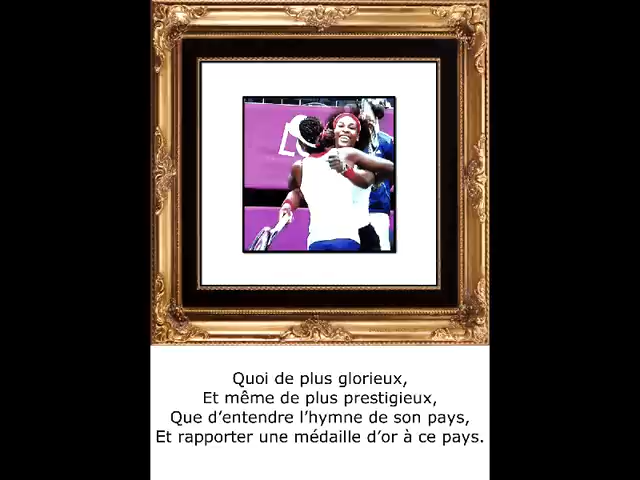 Quoi de plus glorieux,
Et même de plus prestigieux,
Que d’entendre l’hymne de son pays,
Et rapporter une médaille d’or à ce pays.